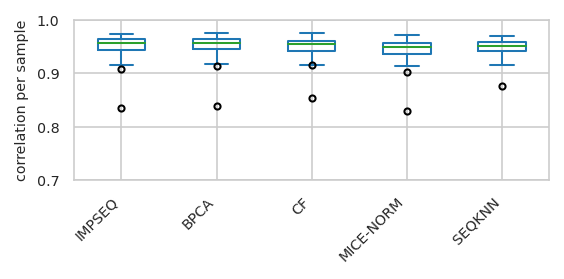 correlation per sample
1.0
0.9
0.8
0.7
IMPSEQ
BPCA
CF
MICE-NORM
SEQKNN